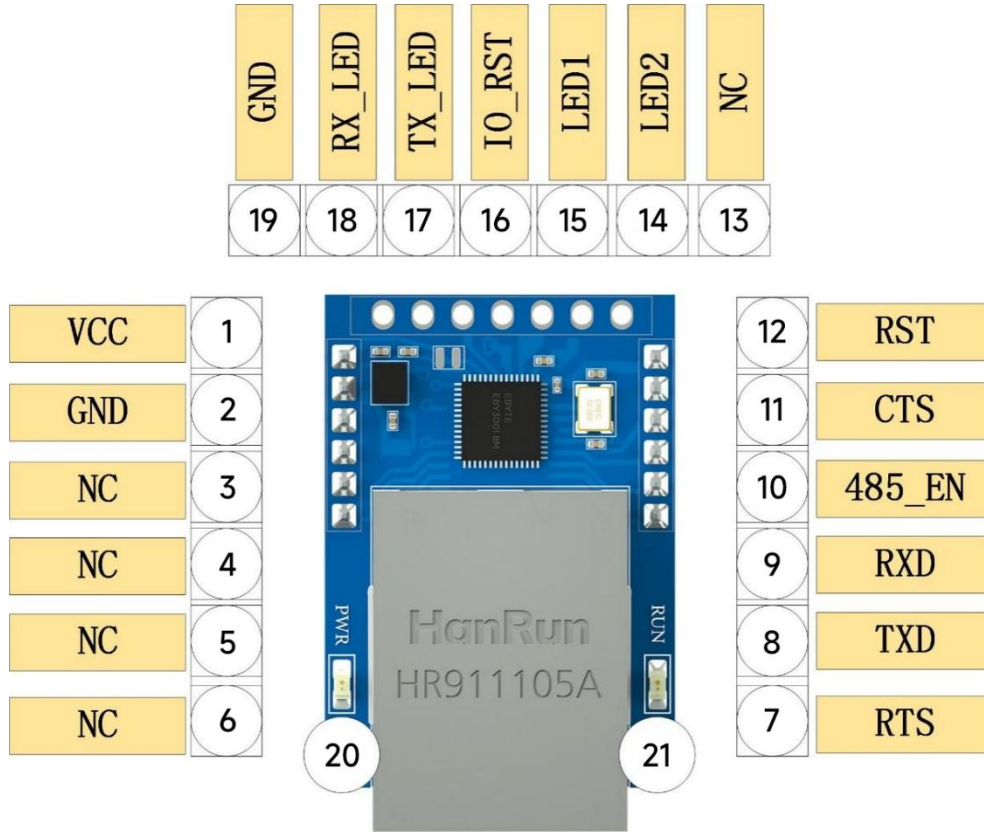 GND RX_LED TX_LED IO_RST LED1 LED2 NC
19 18 17 16 15 14 13
VCC 1 12 RST
GND 2 11 CTS
NC 3 10 485_EN
NC 4 9 RXD
NC 5 8 TXD
NC 6 7 RTS
EBYTE
PWR
RUN
HanRun
HR911105A
20 21